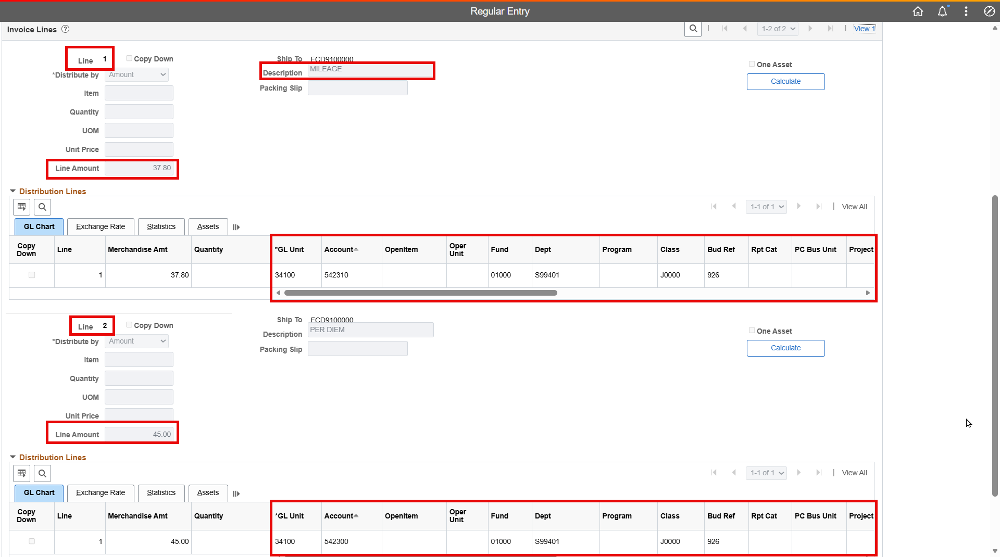 Regular Entry
Invoice Lines ?
1-2 of 2
View 1
Line 1
Copy Down
*Distribute by Amount
Item
Quantity
UOM
Unit Price
Line Amount 37.80
Ship To ECD9100000
Description MILEAGE
Packing Slip
One Asset
Calculate
Distribution Lines
1-1 of 1
View All
GL Chart Exchange Rate Statistics Assets
Copy Down Line Merchandise Amt Quantity *GL Unit Account OpenItem Oper Unit Fund Dept Program Class Bud Ref Rpt Cat PC Bus Unit Project
1 37.80 34100 542310 01000 S99401 J0000 926
Line 2
Copy Down
*Distribute by Amount
Item
Quantity
UOM
Unit Price
Line Amount 45.00
Ship To ECD9100000
Description PER DIEM
Packing Slip
One Asset
Calculate
Distribution Lines
1-1 of 1
View All
GL Chart Exchange Rate Statistics Assets
Copy Down Line Merchandise Amt Quantity *GL Unit Account OpenItem Oper Unit Fund Dept Program Class Bud Ref Rpt Cat PC Bus Unit Project
1 45.00 34100 542300 01000 S99401 J0000 926